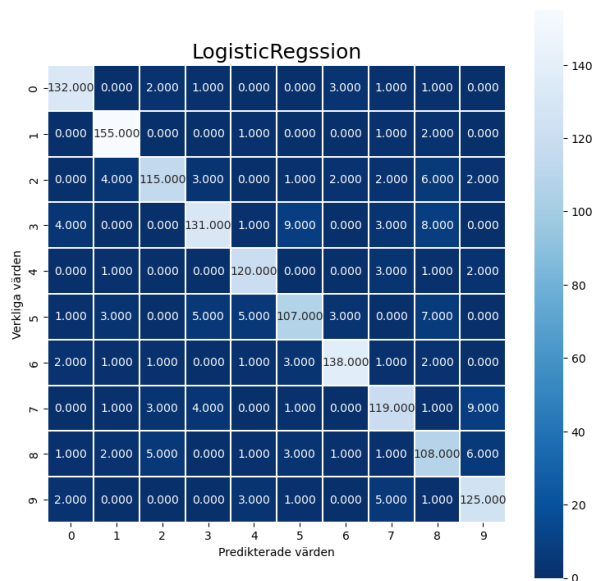 LogisticRegssion
0 132.000 0.000 2.000 1.000 0.000 0.000 3.000 1.000 1.000 0.000
1 0.000 155.000 0.000 0.000 1.000 0.000 0.000 1.000 2.000 0.000
2 0.000 4.000 115.000 3.000 0.000 1.000 2.000 2.000 6.000 2.000
3 4.000 0.000 0.000 131.000 1.000 9.000 0.000 3.000 8.000 0.000
4 0.000 1.000 0.000 0.000 120.000 0.000 0.000 3.000 1.000 2.000
5 1.000 3.000 0.000 5.000 5.000 107.000 3.000 0.000 7.000 0.000
6 2.000 1.000 1.000 0.000 1.000 3.000 138.000 1.000 2.000 0.000
7 0.000 1.000 3.000 4.000 0.000 1.000 0.000 119.000 1.000 9.000
8 1.000 2.000 5.000 0.000 1.000 3.000 1.000 1.000 108.000 6.000
9 2.000 0.000 0.000 0.000 3.000 1.000 0.000 5.000 1.000 125.000
0 1 2 3 4 5 6 7 8 9
Predikterade värden
Verkliga värden
140
120
100
80
60
40
20
0